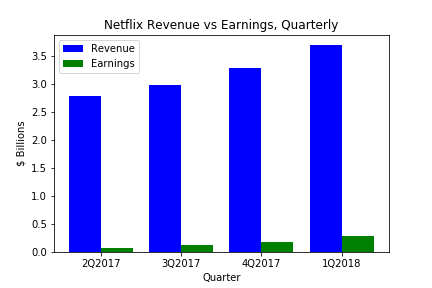 Netflix Revenue vs Earnings, Quarterly
Revenue
Earnings
3.5
3.0
2.5
2.0
1.5
1.0
0.5
0.0
$ Billions
2Q2017 3Q2017 4Q2017 1Q2018
Quarter